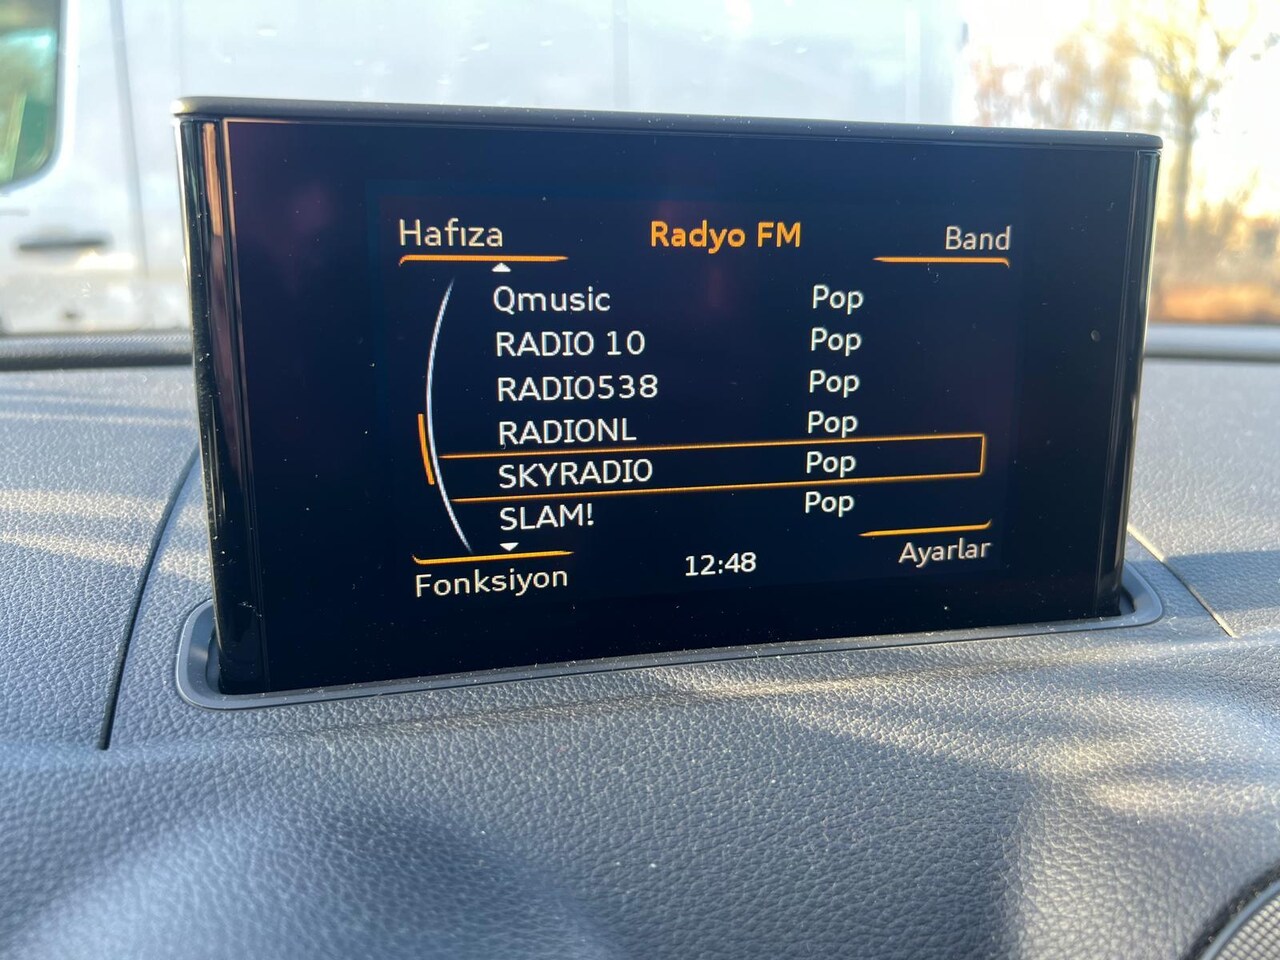 Hafıza Radyo FM Band
Qmusic Pop
RADIO 10 Pop
RADIO538 Pop
RADIONL Pop
SKYRADIO Pop
SLAM! Pop
Fonksiyon 12:48 Ayarlar